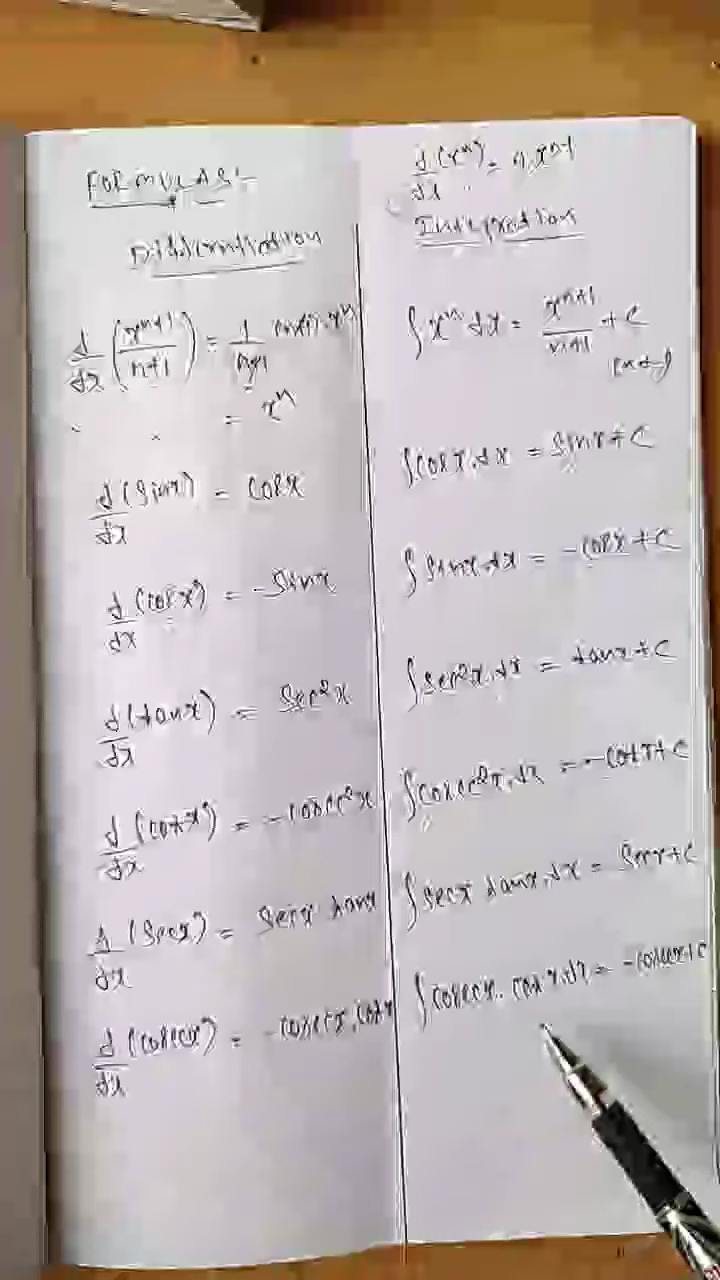 FORMULAS:-
Differentiation
d/dx (x^(n+1)/(n+1)) = 1/(n+1) (n+1).x^n
= x^n
d/dx (sinx) = cosx
d/dx (cosx) = -sinx
d/dx (tanx) = sec²x
d/dx (cotx) = -cosec²x
d/dx (secx) = secx tanx
d/dx (cosecx) = -cosecx.cotx
d/dx (x^n) = n.x^(n-1)
Integration
∫x^n dx = x^(n+1)/(n+1) + c
(n≠-1)
∫cosx.dx = sinx+c
∫sinx.dx = -cosx+c
∫sec²x.dx = tanx+c
∫cosec²x.dx = -cotx+c
∫secx tanx.dx = secx+c
∫cosecx.cotx.dx = -cosecx+c